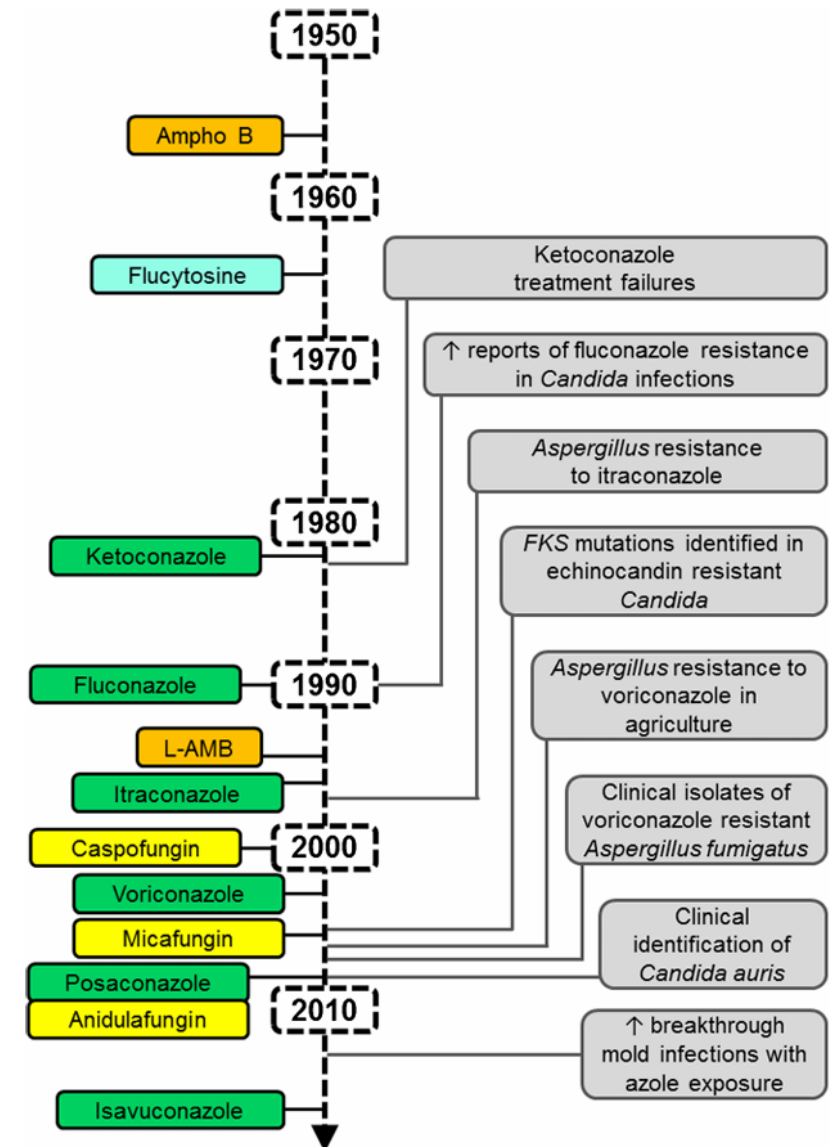 1950
Ampho B
1960
Flucytosine
Ketoconazole
treatment failures
1970
↑ reports of fluconazole resistance
in Candida infections
Aspergillus resistance
to itraconazole
1980
Ketoconazole
FKS mutations identified in
echinocandin resistant
Candida
Fluconazole
1990
Aspergillus resistance to
voriconazole in
agriculture
L-AMB
Itraconazole
Clinical isolates of
voriconazole resistant
Aspergillus fumigatus
Caspofungin
2000
Voriconazole
Micafungin
Clinical
identification of
Candida auris
Posaconazole
Anidulafungin
2010
↑ breakthrough
mold infections with
azole exposure
Isavuconazole